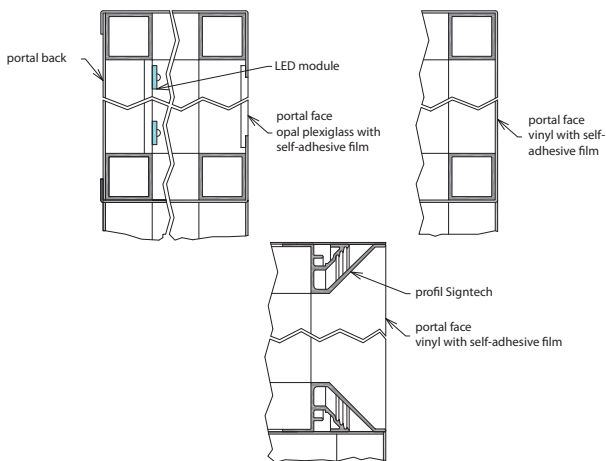 portal back
LED module
portal face
opal plexiglass with
self-adhesive film
portal face
vinyl with self-
adhesive film
profil Signtech
portal face
vinyl with self-adhesive film